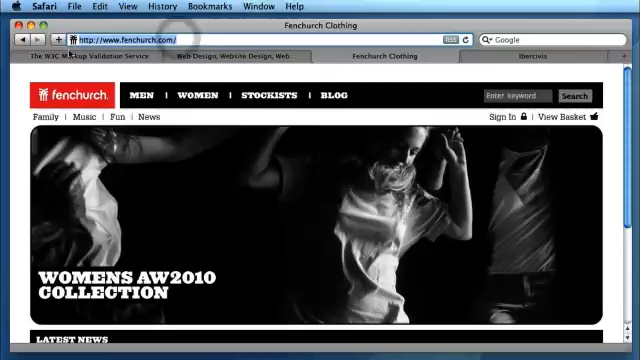 Safari File Edit View History Bookmarks Window Help
Fenchurch Clothing
http://www.fenchurch.com/ RSS Google
The W3C Markup Validation Service Web Design, Website Design, Web... Fenchurch Clothing Ibercivis
fenchurch. MEN | WOMEN | STOCKISTS | BLOG Enter keyword Search
Family | Music | Fun | News Sign In | View Basket
WOMENS AW2010
COLLECTION
LATEST NEWS